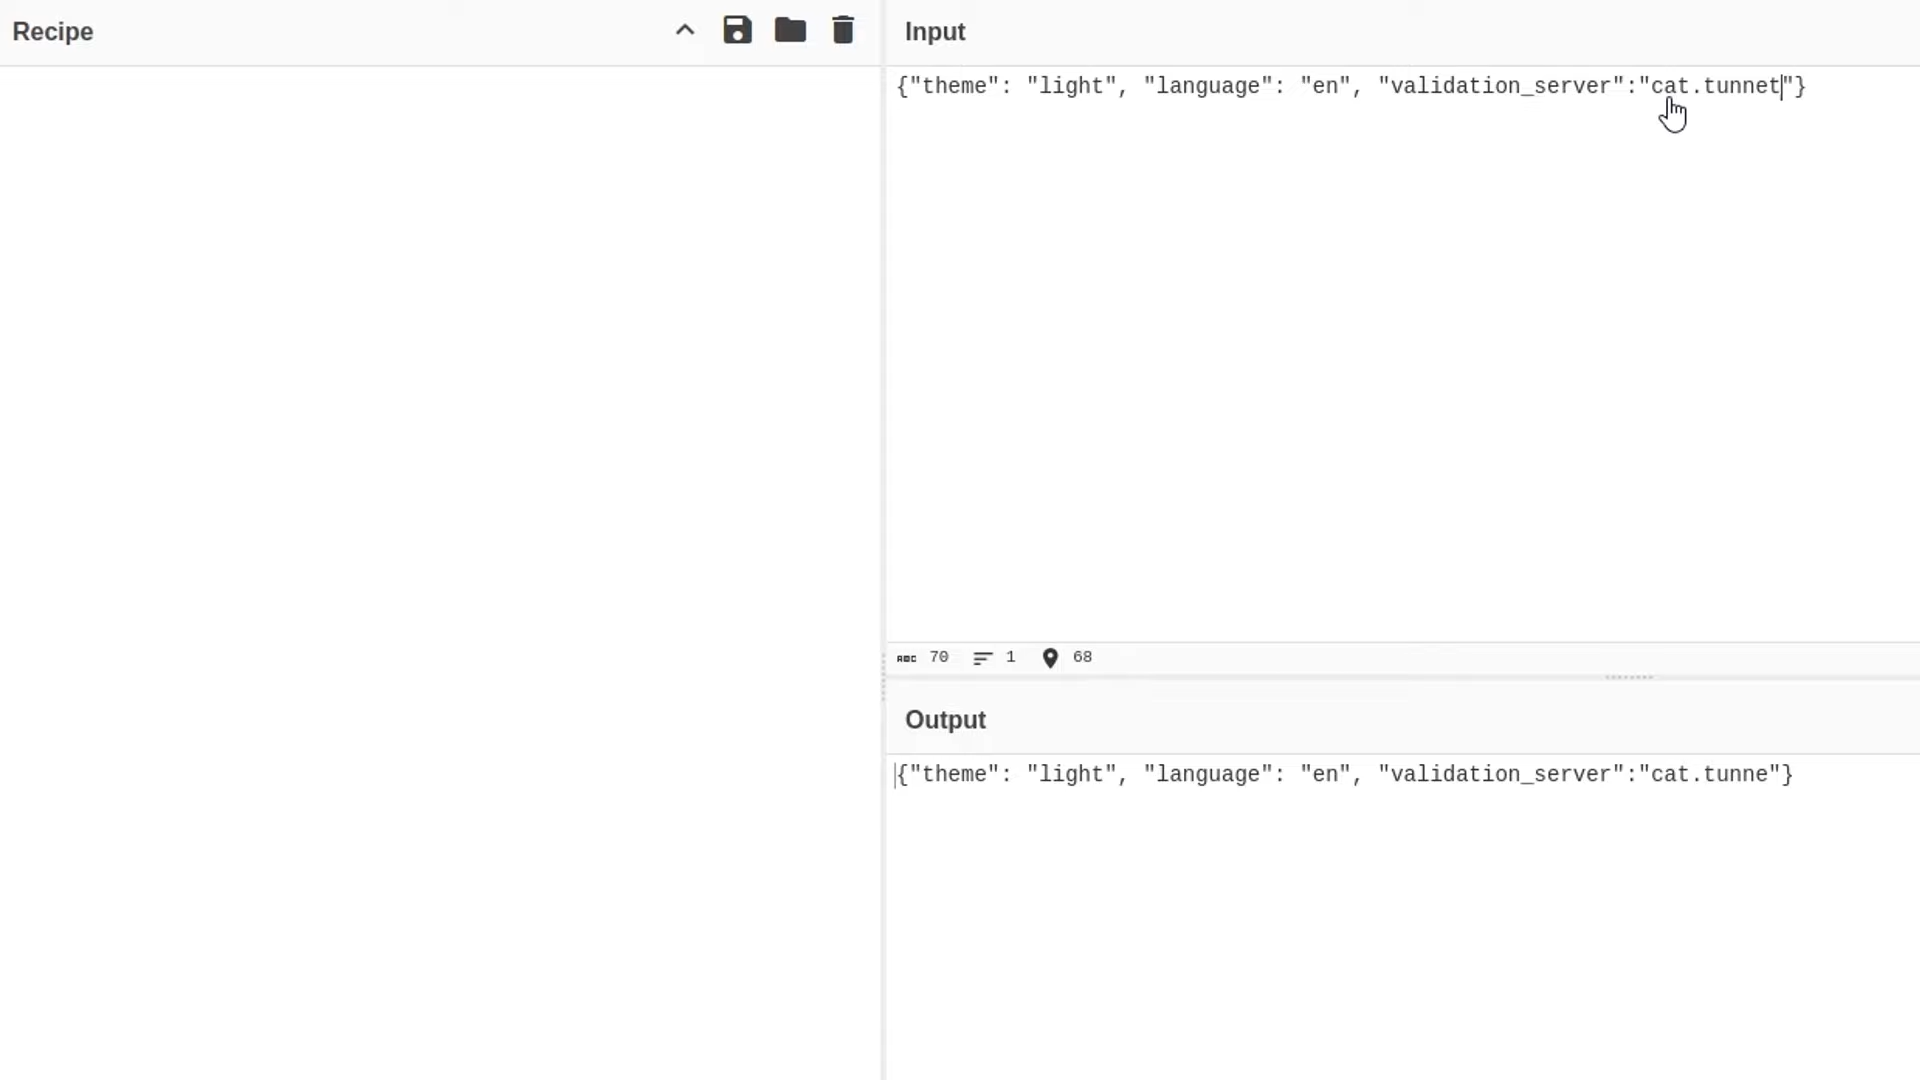 Recipe
Input
{"theme": "light", "language": "en", "validation_server":"cat.tunnet"}
ABC 70 1 68
Output
{"theme": "light", "language": "en", "validation_server":"cat.tunne"}